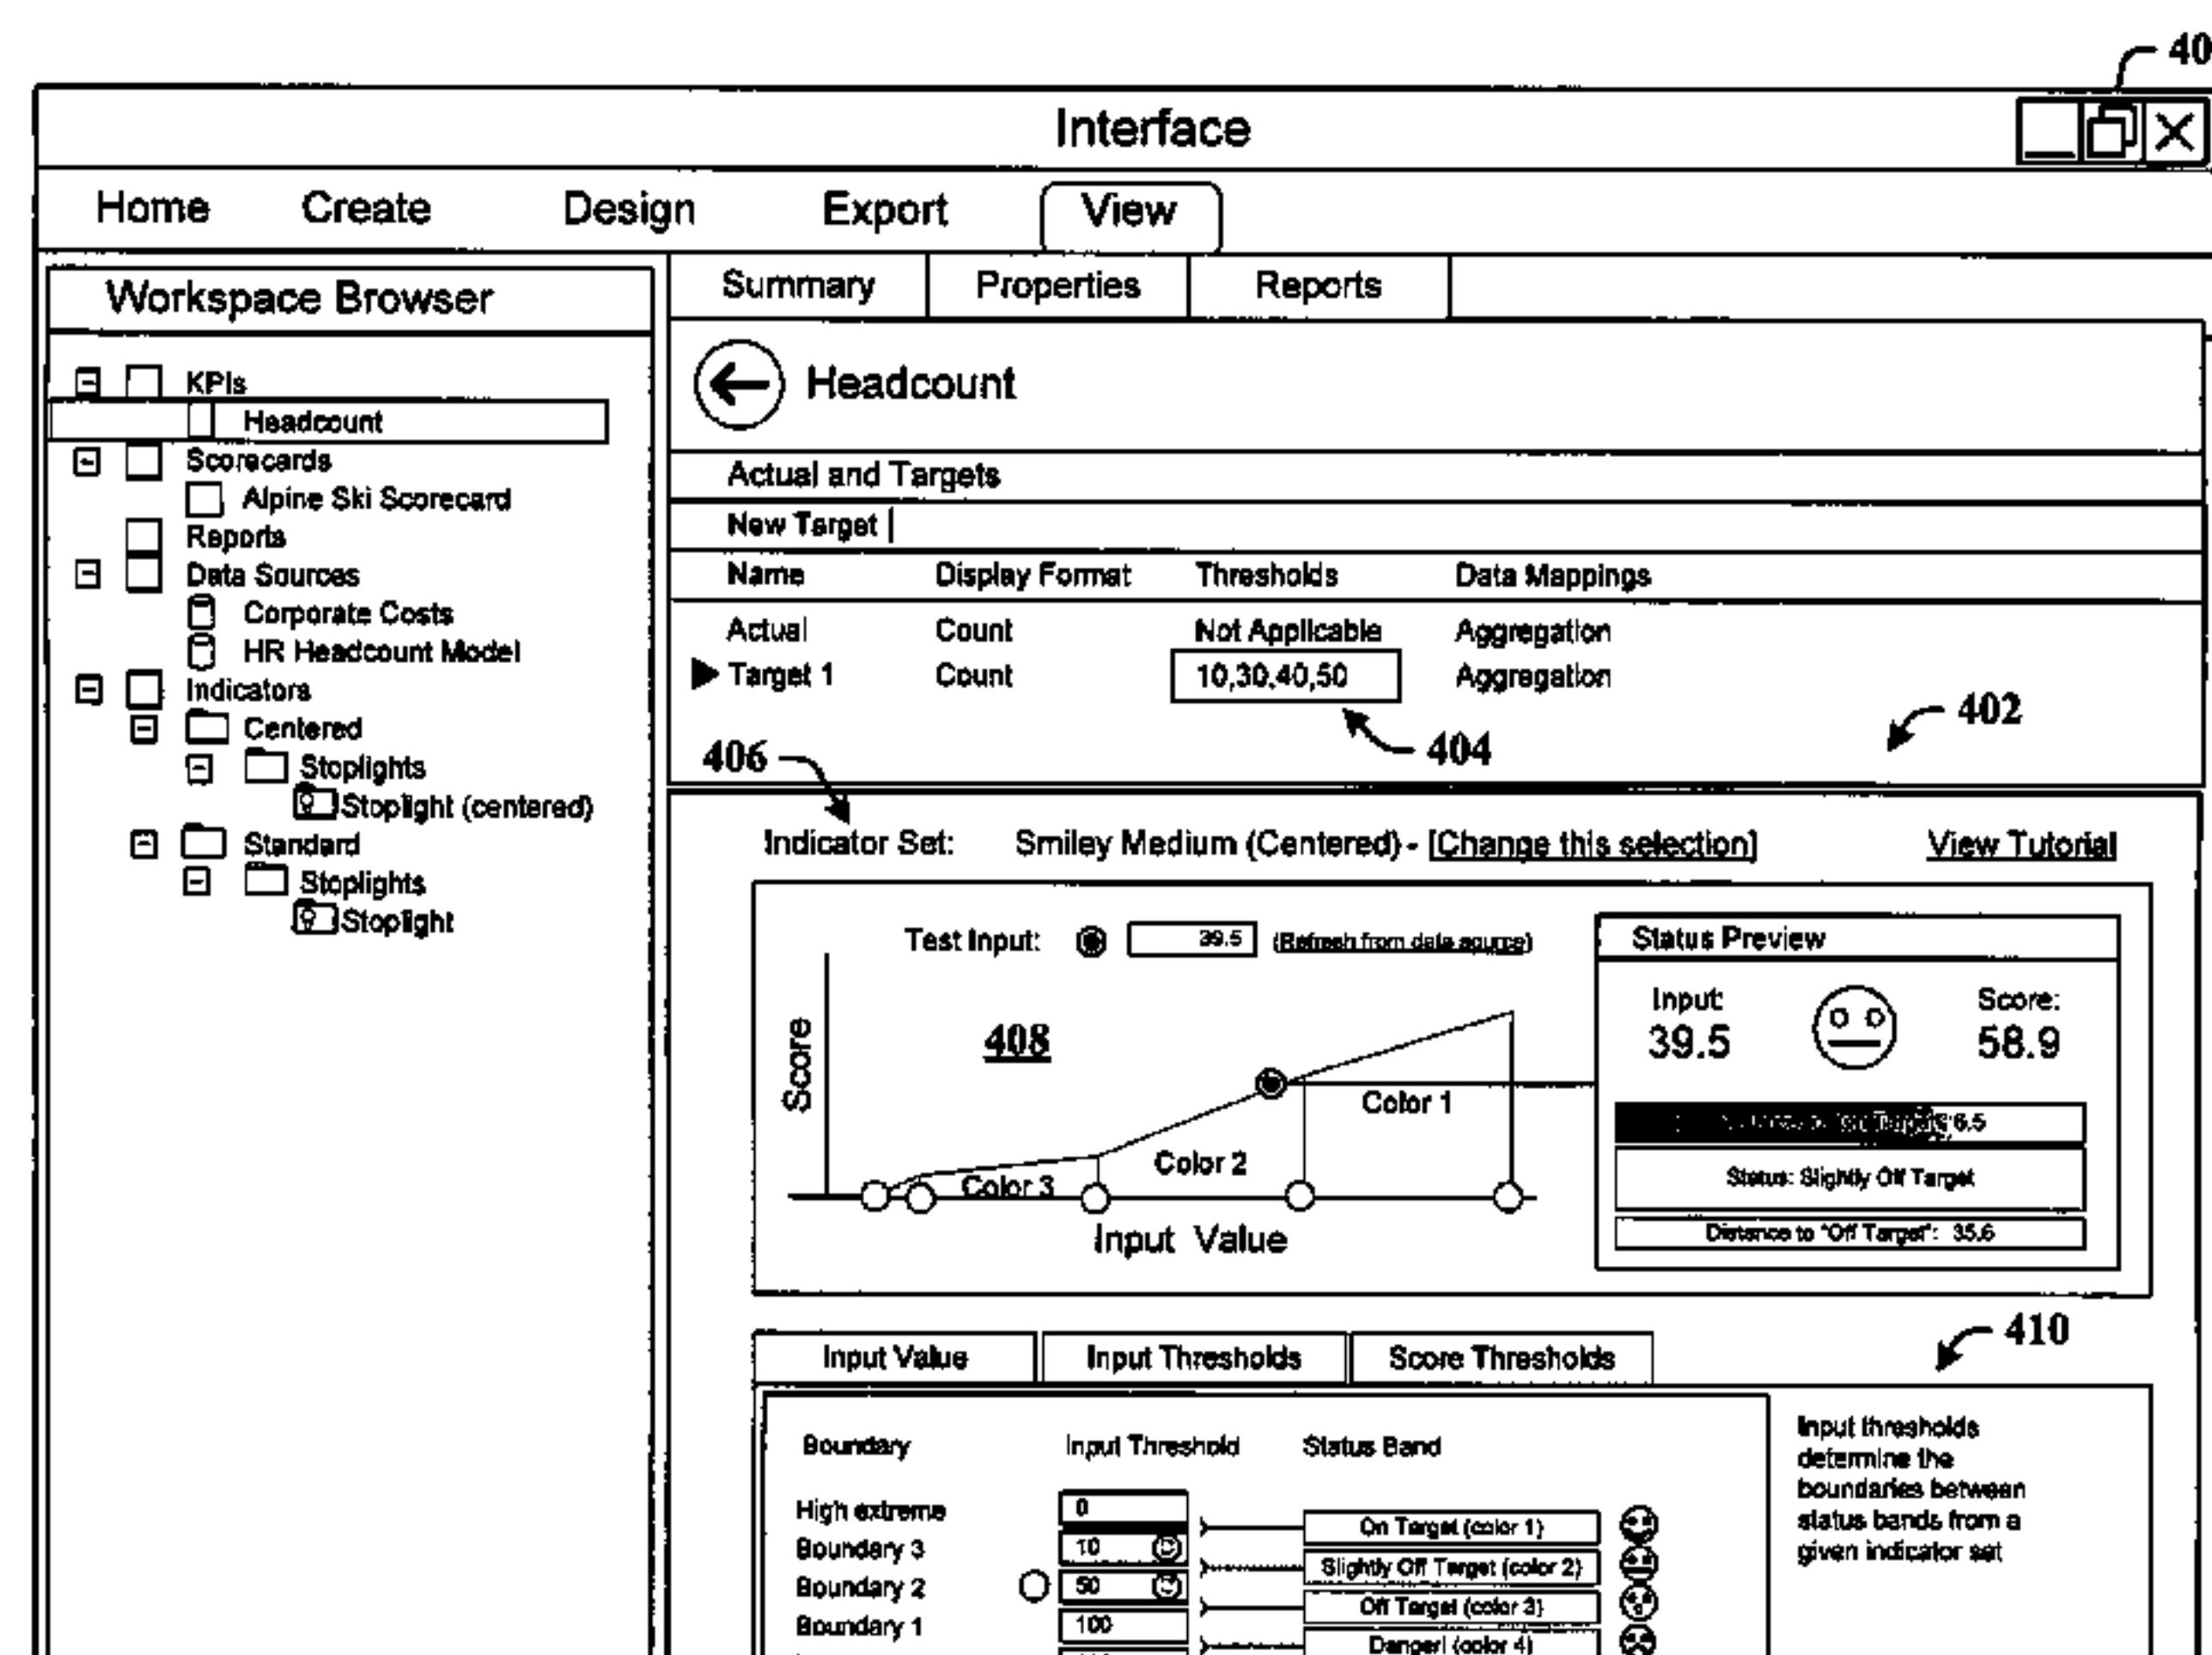 40
Interface
Home Create Design Export View
Workspace Browser
KPIs
Headcount
Scorecards
Alpine Ski Scorecard
Reports
Data Sources
Corporate Costs
HR Headcount Model
Indicators
Centered
Stoplights
Stoplight (centered)
Standard
Stoplights
Stoplight
Summary Properties Reports
Headcount
Actual and Targets
New Target
Name Display Format Thresholds Data Mappings
Actual Count Not Applicable Aggregation
Target 1 Count 10,30,40,50 Aggregation
402
404
406
Indicator Set: Smiley Medium (Centered) - [Change this selection] View Tutorial
Test Input: 39.5 (Refresh from data source)
Score
408
Color 1
Color 2
Color 3
Input Value
Status Preview
Input: Score:
39.5 58.9
6.5
Status: Slightly Off Target
Distance to "Off Target": 35.6
410
Input Value Input Thresholds Score Thresholds
Boundary Input Threshold Status Band
High extreme 0
On Target (color 1)
Boundary 3 10
Slightly Off Target (color 2)
Boundary 2 50
Off Target (color 3)
Boundary 1 100
Danger! (color 4)
Input thresholds
determine the
boundaries between
status bands from a
given indicator set